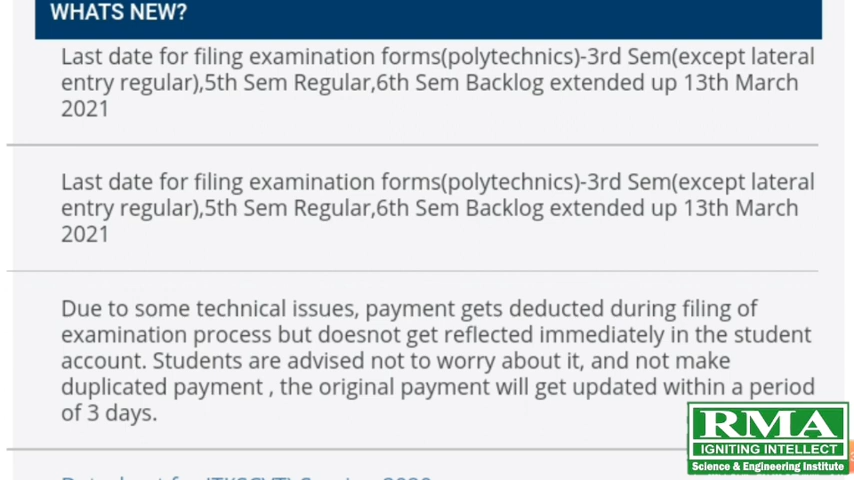 WHATS NEW?
Last date for filing examination forms(polytechnics)-3rd Sem(except lateral
entry regular),5th Sem Regular,6th Sem Backlog extended up 13th March
2021
Last date for filing examination forms(polytechnics)-3rd Sem(except lateral
entry regular),5th Sem Regular,6th Sem Backlog extended up 13th March
2021
Due to some technical issues, payment gets deducted during filing of
examination process but doesnot get reflected immediately in the student
account. Students are advised not to worry about it, and not make
duplicated payment , the original payment will get updated within a period
of 3 days.
RMA
IGNITING INTELLECT
Science & Engineering Institute